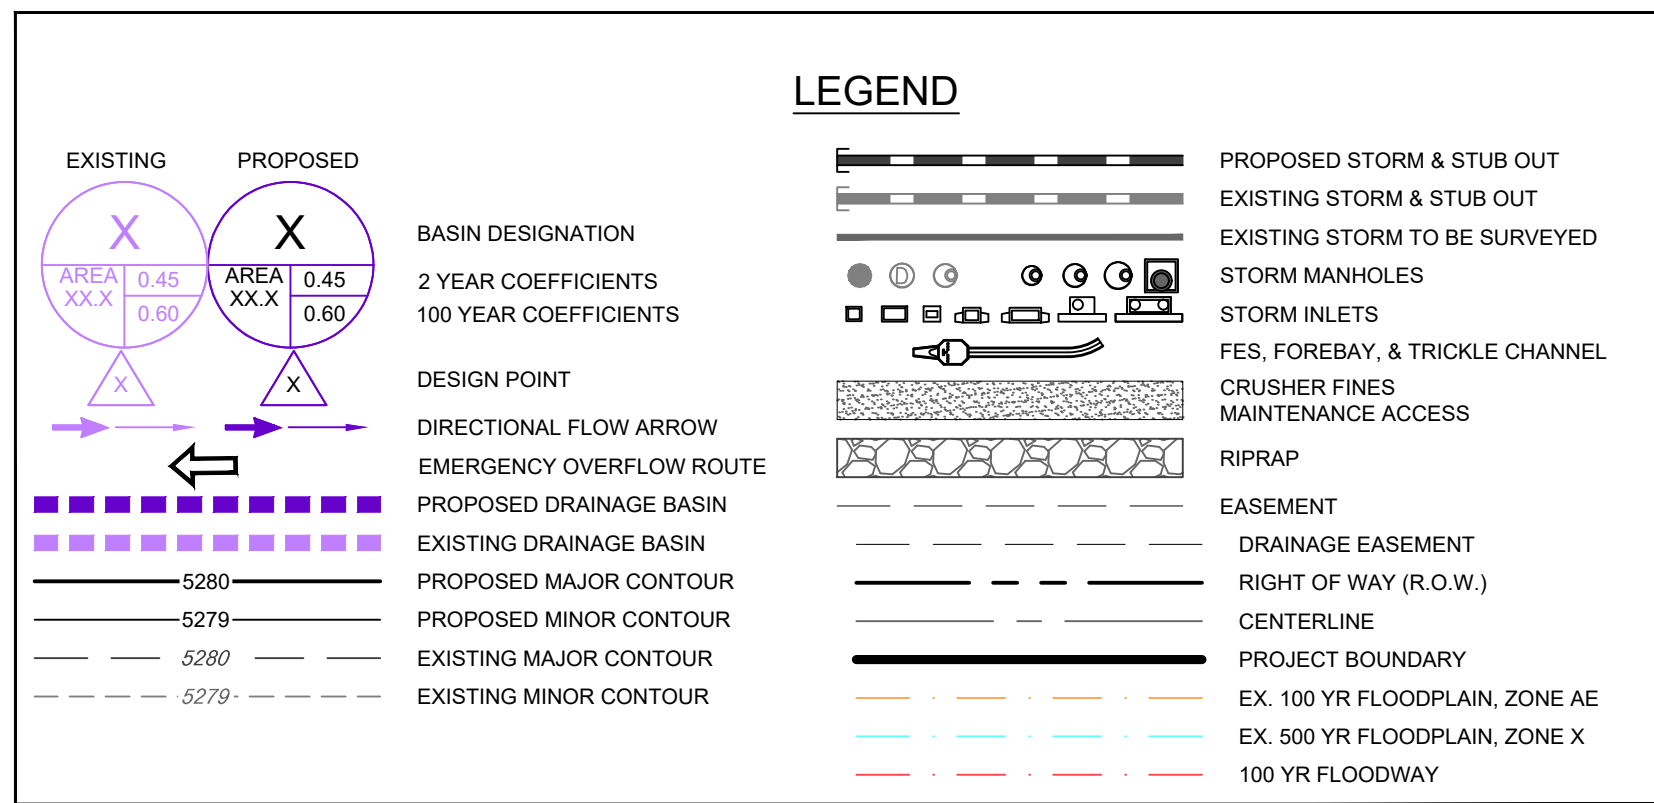 LEGEND
EXISTING
PROPOSED
X
X
BASIN DESIGNATION
AREA
XX.X
0.45
0.60
AREA
XX.X
0.45
0.60
2 YEAR COEFFICIENTS
100 YEAR COEFFICIENTS
X
X
DESIGN POINT
DIRECTIONAL FLOW ARROW
EMERGENCY OVERFLOW ROUTE
PROPOSED DRAINAGE BASIN
EXISTING DRAINAGE BASIN
5280
PROPOSED MAJOR CONTOUR
5279
PROPOSED MINOR CONTOUR
5280
EXISTING MAJOR CONTOUR
5279
EXISTING MINOR CONTOUR
PROPOSED STORM & STUB OUT
EXISTING STORM & STUB OUT
EXISTING STORM TO BE SURVEYED
D
STORM MANHOLES
STORM INLETS
FES, FOREBAY, & TRICKLE CHANNEL
CRUSHER FINES
MAINTENANCE ACCESS
RIPRAP
EASEMENT
DRAINAGE EASEMENT
RIGHT OF WAY (R.O.W.)
CENTERLINE
PROJECT BOUNDARY
EX. 100 YR FLOODPLAIN, ZONE AE
EX. 500 YR FLOODPLAIN, ZONE X
100 YR FLOODWAY